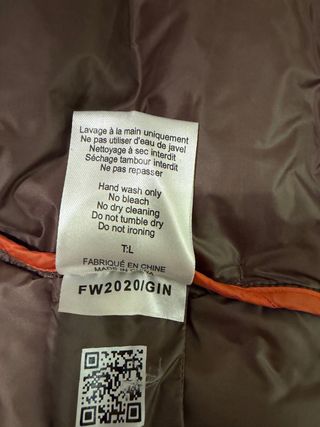 Lavage à la main uniquement
Ne pas utiliser d'eau de javel
Nettoyage à sec interdit
Séchage tambour interdit
Ne pas repasser
Hand wash only
No bleach
No dry cleaning
Do not tumble dry
Do not ironing
T:L
FABRIQUÉ EN CHINE
MADE IN CHINA
FW2020/GIN